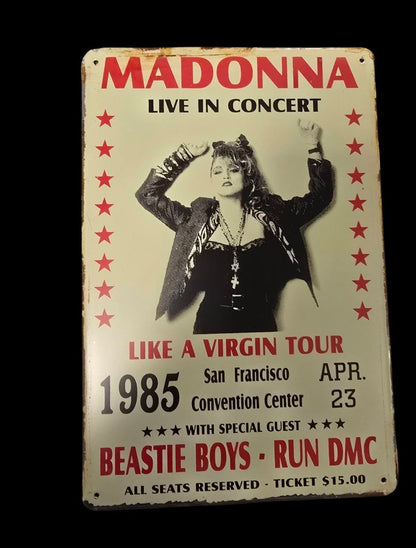 MADONNA
LIVE IN CONCERT
LIKE A VIRGIN TOUR
1985 San Francisco APR.
Convention Center 23
★★★ WITH SPECIAL GUEST ★★★
BEASTIE BOYS • RUN DMC
ALL SEATS RESERVED - TICKET $15.00